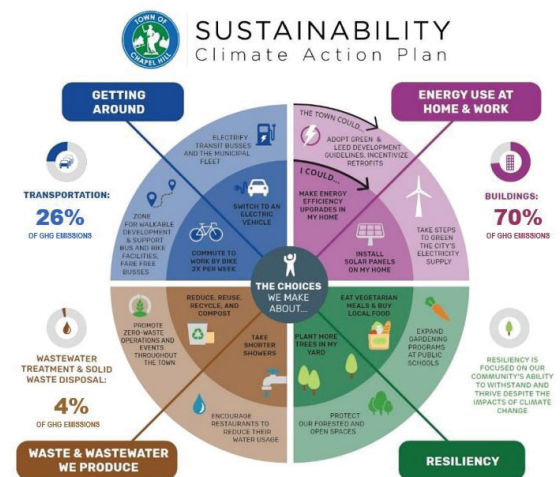 TOWN OF
CHAPEL HILL
SUSTAINABILITY
Climate Action Plan
GETTING
AROUND
ENERGY USE AT
HOME & WORK
TRANSPORTATION:
26%
OF GHG EMISSIONS
ELECTRIFY
TRANSIT BUSSES
AND THE MUNICIPAL
FLEET
ZONE
FOR WALKABLE
DEVELOPMENT
& SUPPORT
BUS AND BIKE
FACILITIES,
FARE FREE
BUSSES
SWITCH TO AN
ELECTRIC
VEHICLE
COMMUTE TO
WORK BY BIKE
2X PER WEEK
THE TOWN COULD...
ADOPT GREEN &
LEED DEVELOPMENT
GUIDELINES, INCENTIVIZE
RETROFITS
I COULD...
MAKE ENERGY
EFFICIENCY
UPGRADES IN
MY HOME
INSTALL
SOLAR PANELS
ON MY HOME
TAKE STEPS
TO GREEN
THE CITY'S
ELECTRICITY
SUPPLY
BUILDINGS:
70%
OF GHG EMISSIONS
THE CHOICES
WE MAKE
ABOUT...
REDUCE, REUSE,
RECYCLE, AND
COMPOST
TAKE
SHORTER
SHOWERS
PROMOTE
ZERO-WASTE
OPERATIONS AND
EVENTS
THROUGHOUT
THE TOWN
ENCOURAGE
RESTAURANTS TO
REDUCE THEIR
WATER USAGE
WASTEWATER
TREATMENT & SOLID
WASTE DISPOSAL:
4%
OF GHG EMISSIONS
EAT VEGETARIAN
MEALS & BUY
LOCAL FOOD
PLANT MORE
TREES IN MY
YARD
EXPAND
GARDENING
PROGRAMS
AT PUBLIC
SCHOOLS
PROTECT
OUR FORESTED AND
OPEN SPACES
RESILIENCY IS
FOCUSED ON OUR
COMMUNITY'S ABILITY
TO WITHSTAND AND
THRIVE DESPITE THE
IMPACTS OF CLIMATE
CHANGE
WASTE & WASTEWATER
WE PRODUCE
RESILIENCY